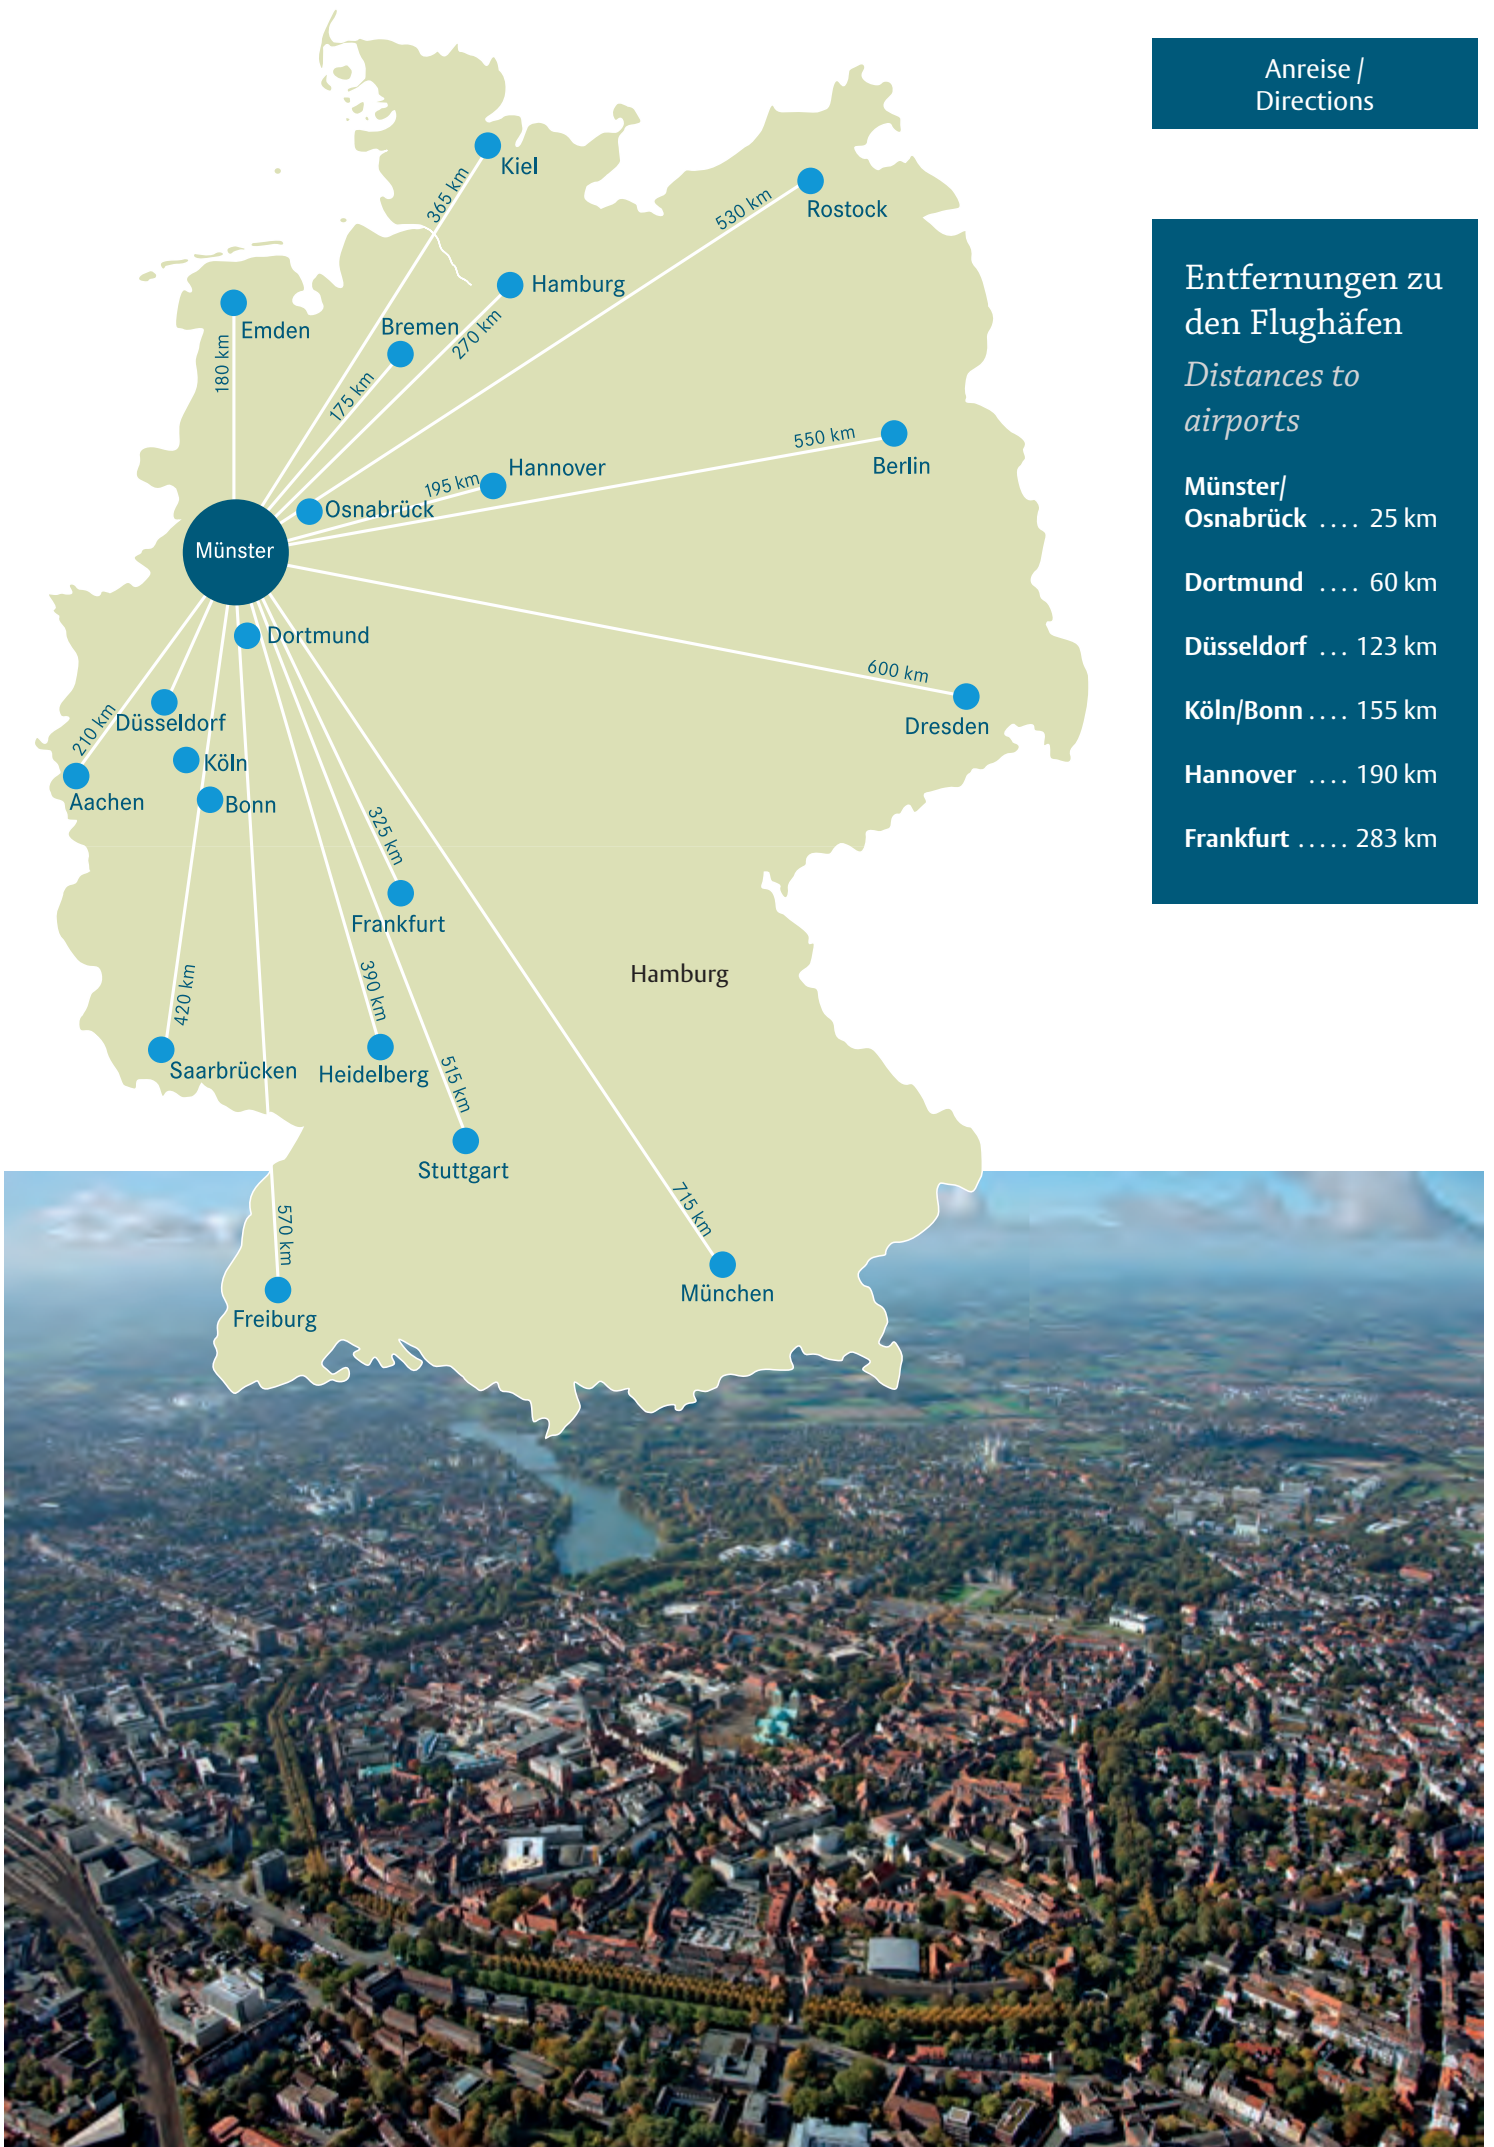 Anreise /
Directions
Kiel
365 km
Rostock
530 km
Hamburg
270 km
Emden
180 km
Bremen
175 km
550 km
Berlin
Hannover
195 km
Osnabrück
Münster
Dortmund
600 km
Dresden
210 km
Düsseldorf
Köln
Aachen
Bonn
325 km
Frankfurt
Hamburg
420 km
390 km
Saarbrücken
Heidelberg
515 km
Stuttgart
715 km
570 km
München
Freiburg
Entfernungen zu
den Flughäfen
Distances to
airports
Münster/
Osnabrück .... 25 km
Dortmund .... 60 km
Düsseldorf ... 123 km
Köln/Bonn .... 155 km
Hannover .... 190 km
Frankfurt ..... 283 km